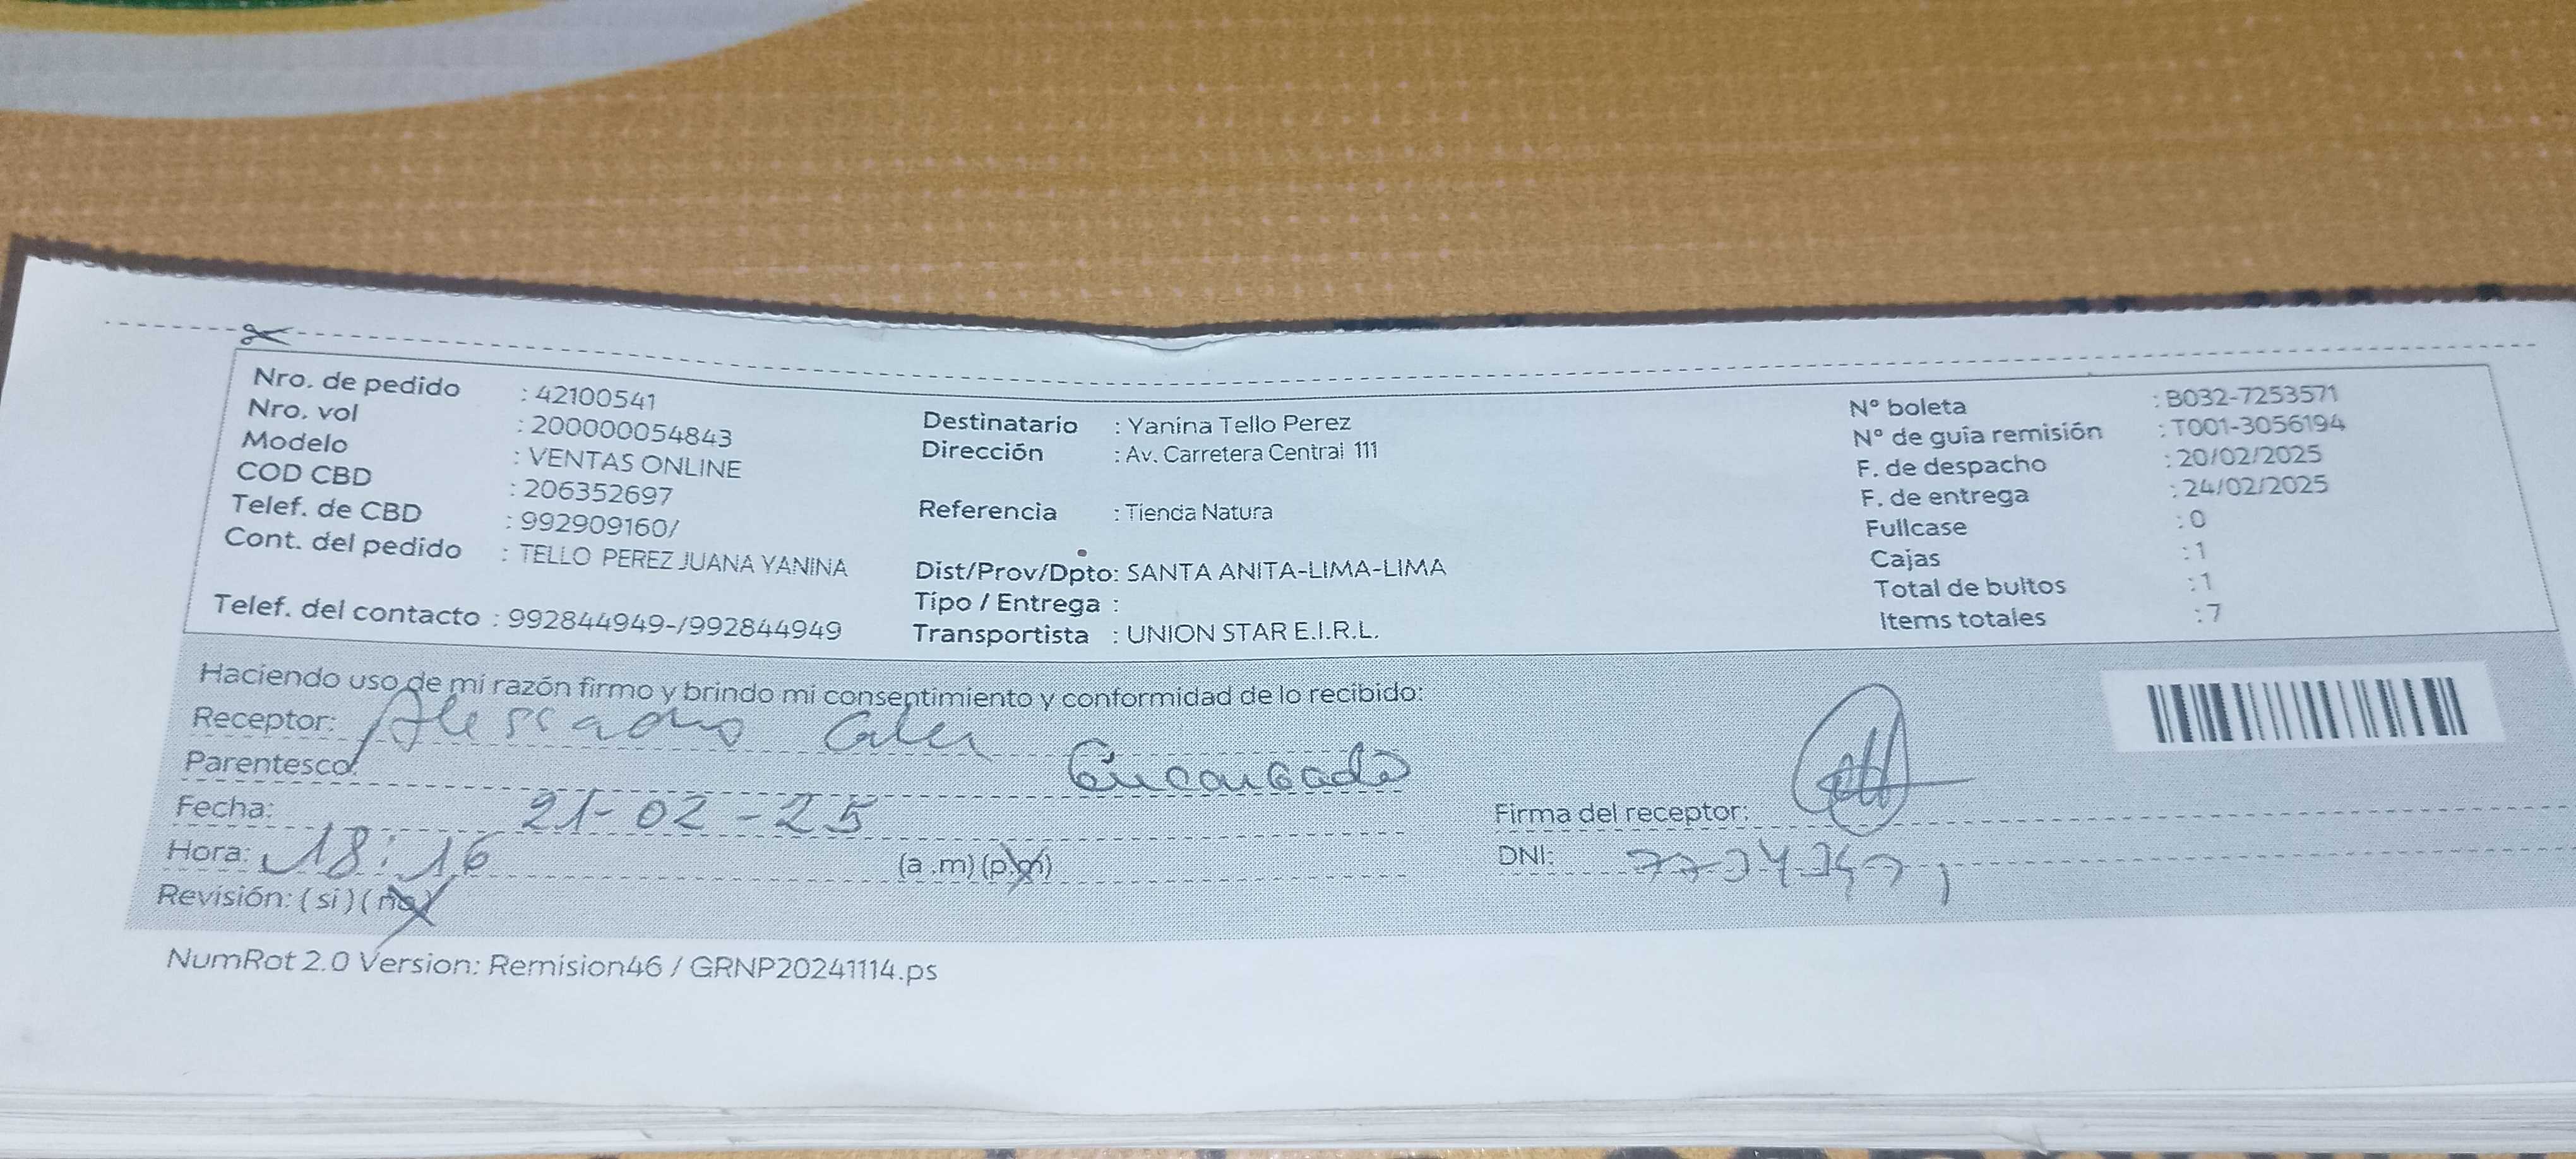 Nro. de pedido : 42100541
Nro. vol : 200000054843
Modelo : VENTAS ONLINE
COD CBD : 206352697
Telef. de CBD : 992909160/
Cont. del pedido : TELLO PEREZ JUANA YANINA
Telef. del contacto : 992844949-/992844949
Destinatario : Yanina Tello Perez
Dirección : Av. Carretera Central 111
Referencia : Tienda Natura
Dist/Prov/Dpto: SANTA ANITA-LIMA-LIMA
Tipo / Entrega :
Transportista : UNION STAR E.I.R.L.
N° boleta : B032-7253571
N° de guía remisión : T001-3056194
F. de despacho : 20/02/2025
F. de entrega : 24/02/2025
Fullcase : 0
Cajas : 1
Total de bultos : 1
Items totales : 7
Haciendo uso de mi razón firmo y brindo mi consentimiento y conformidad de lo recibido:
Receptor: Alessandro
Parentesco: Encargado
Fecha: 21-02-25
Hora: 18:16 (a.m) (p.m)
Revisión: (si) (no)
Firma del receptor:
DNI:
NumRot 2.0 Version: Remision46 / GRNP20241114.ps